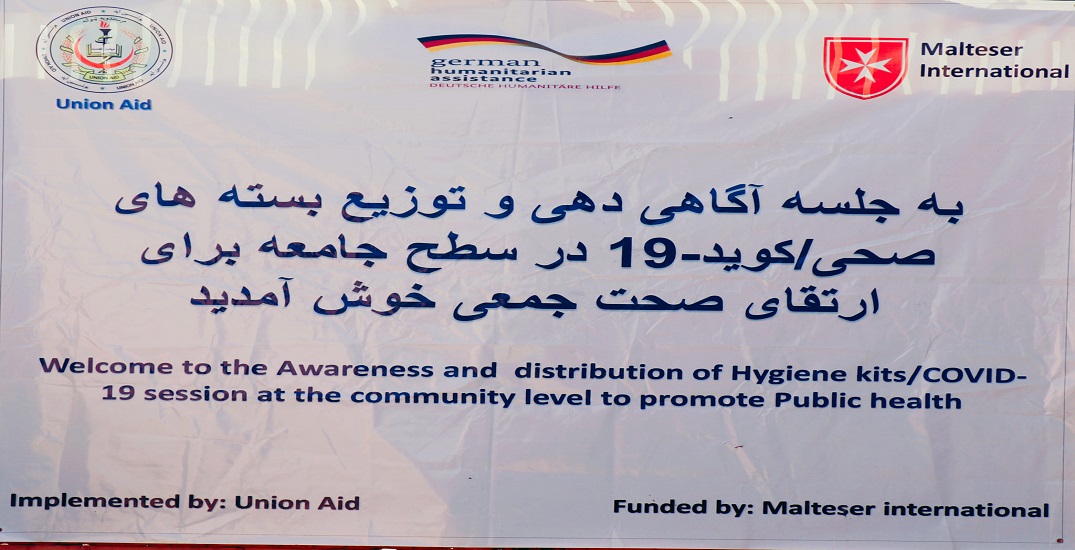 UNION AID
Union Aid
german
humanitarian
assistance
DEUTSCHE HUMANITÄRE HILFE
Malteser
International
به جلسه آگاهی دهی و توزیع بسته های
صحی/کوید-19 در سطح جامعه برای
ارتقای صحت جمعی خوش آمدید
Welcome to the Awareness and distribution of Hygiene kits/COVID-
19 session at the community level to promote Public health
Implemented by: Union Aid
Funded by: Malteser international